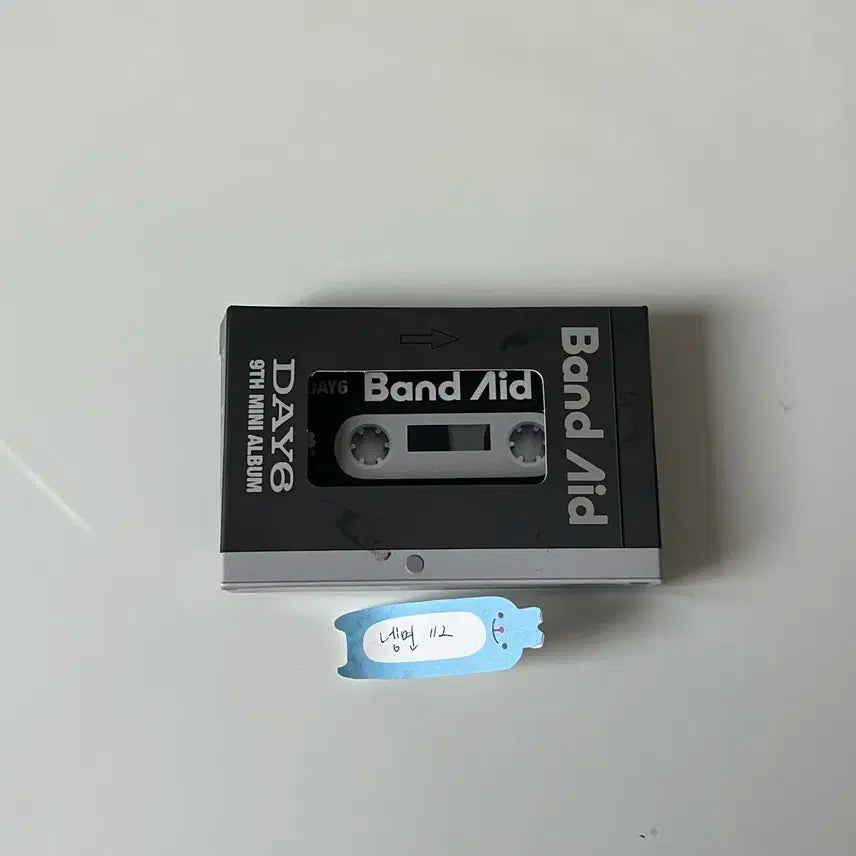 DAY6
9TH MINI ALBUM
DAY6 Band Aid
Band Aid
넴먼 112